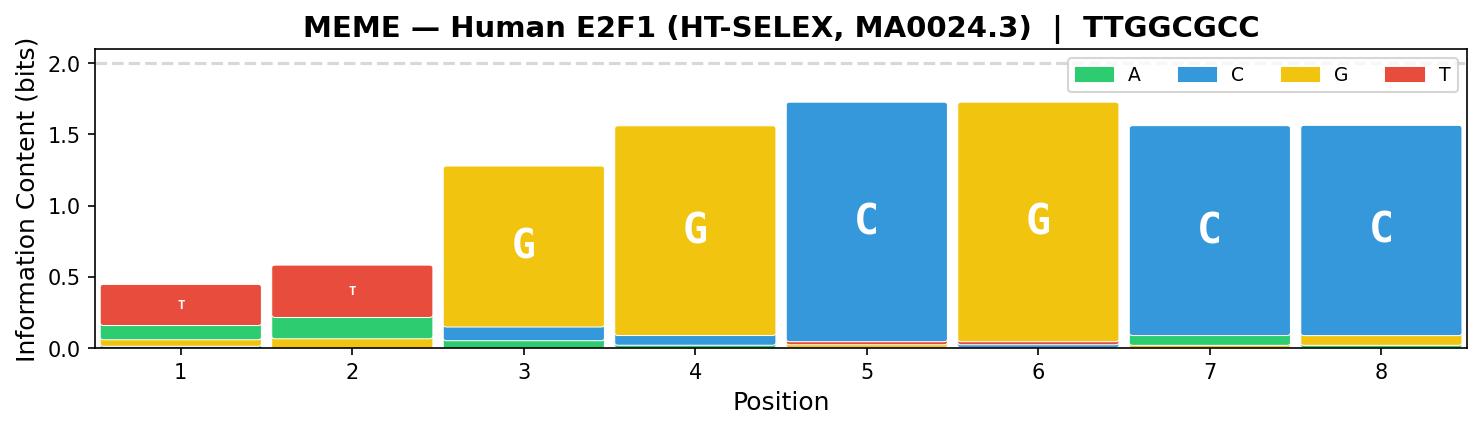 MEME — Human E2F1 (HT-SELEX, MA0024.3) | TTGGCGCC
Information Content (bits)
2.0
1.5
1.0
0.5
0.0
A C G T
T T G G C G C C
1 2 3 4 5 6 7 8
Position